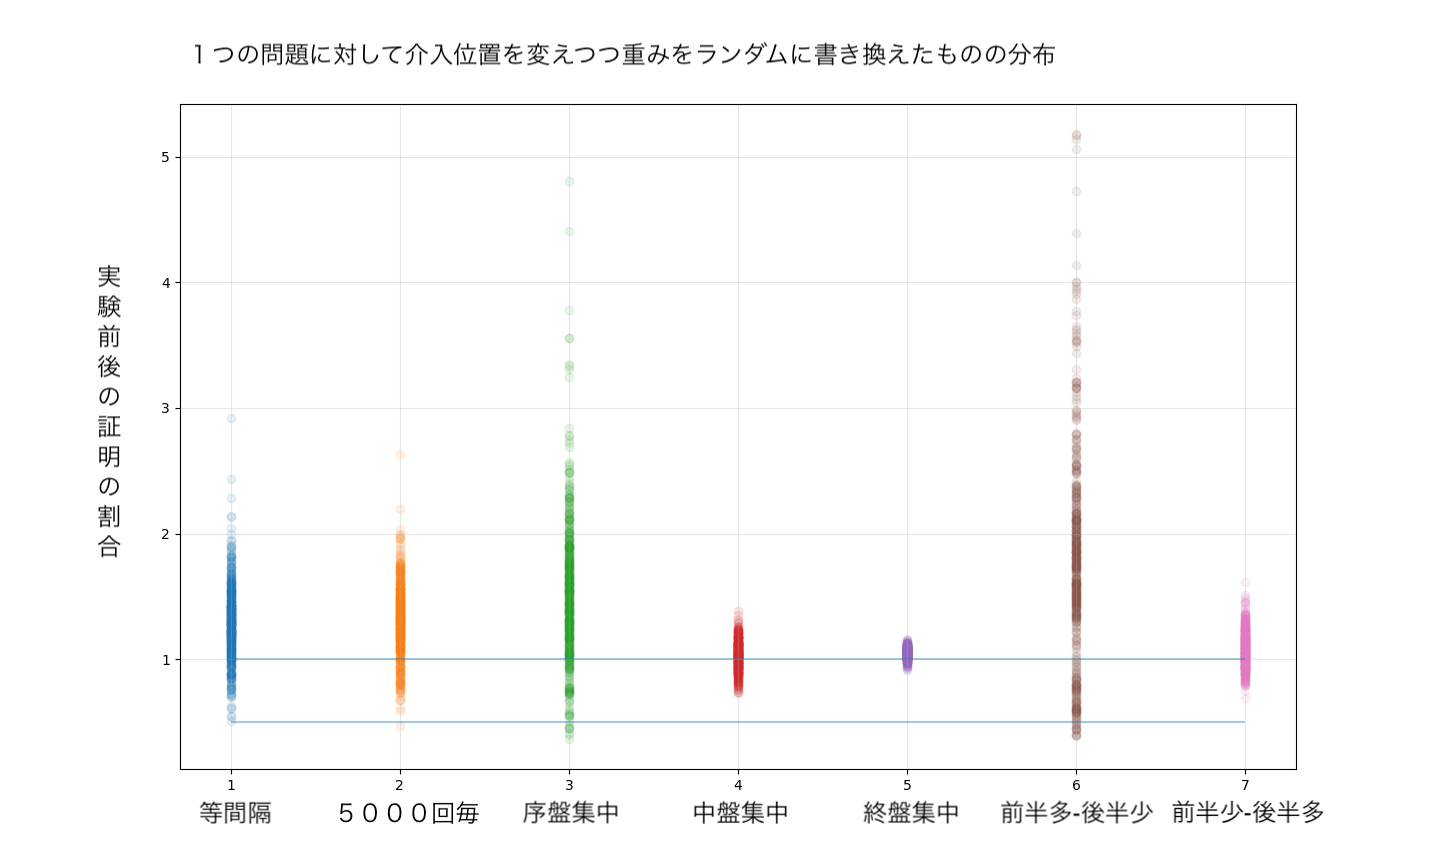 １つの問題に対して介入位置を変えつつ重みをランダムに書き換えたものの分布
実験前後の証明の割合
5
4
3
2
1
1 2 3 4 5 6 7
等間隔 ５０００回毎 序盤集中 中盤集中 終盤集中 前半多-後半少 前半少-後半多